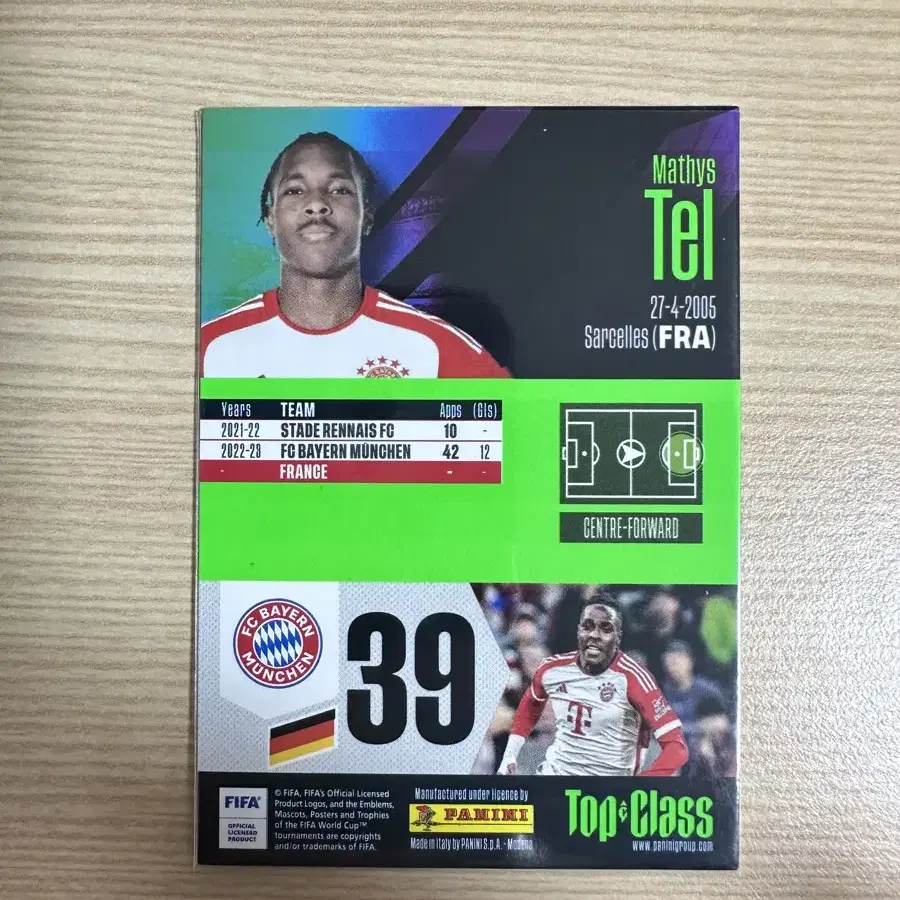 Mathys
Tel
27-4-2005
Sarcelles (FRA)
Years TEAM Apps (Gls)
2021-22 STADE RENNAIS FC 10 -
2022-23 FC BAYERN MÜNCHEN 42 12
- FRANCE - -
CENTRE-FORWARD
FC BAYERN
MÜNCHEN
39
T
FIFA®
OFFICIAL
LICENSED
PRODUCT
© FIFA, FIFA's Official Licensed
Product Logos, and the Emblems,
Mascots, Posters and Trophies
of the FIFA World Cup™
tournaments are copyrights
and/or trademarks of FIFA.
Manufactured under licence by
PANINI
Made in Italy by PANINI S.p.A. - Modena
Top Class
www.paninigroup.com